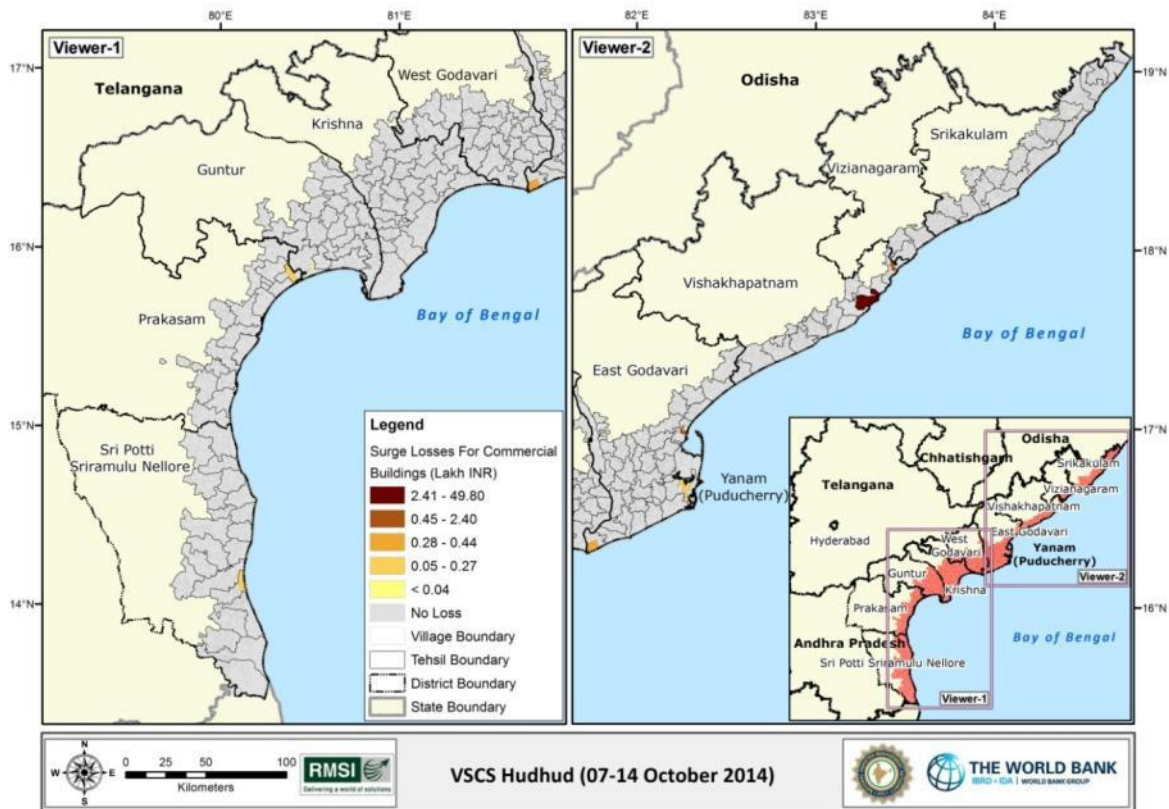 80°E
81°E
82°E
83°E
84°E
Viewer-1
17°N
16°N
15°N
14°N
Telangana
West Godavari
Krishna
Guntur
Prakasam
Bay of Bengal
Sri Potti
Sriramulu Nellore
Legend
Surge Losses For Commercial
Buildings (Lakh INR)
2.41 - 49.80
0.45 - 2.40
0.28 - 0.44
0.05 - 0.27
< 0.04
No Loss
Village Boundary
Tehsil Boundary
District Boundary
State Boundary
Viewer-2
19°N
18°N
17°N
16°N
Odisha
Srikakulam
Vizianagaram
Vishakhapatnam
Bay of Bengal
East Godavari
Yanam
(Puducherry)
Odisha
Chhatishgarh
Srikakulam
Telangana
Vizianagaram
Vishakhapatnam
East Godavari
Hyderabad
West
Godavari
Yanam
(Puducherry)
Guntur
Krishna
Viewer-2
Prakasam
Andhra Pradesh
Bay of Bengal
Sri Potti Sriramulu Nellore
Viewer-1
N
W
E
S
0 25 50 100
Kilometers
RMSI
Delivering a world of solutions
VSCS Hudhud (07-14 October 2014)
THE WORLD BANK
IBRD • IDA | WORLD BANK GROUP